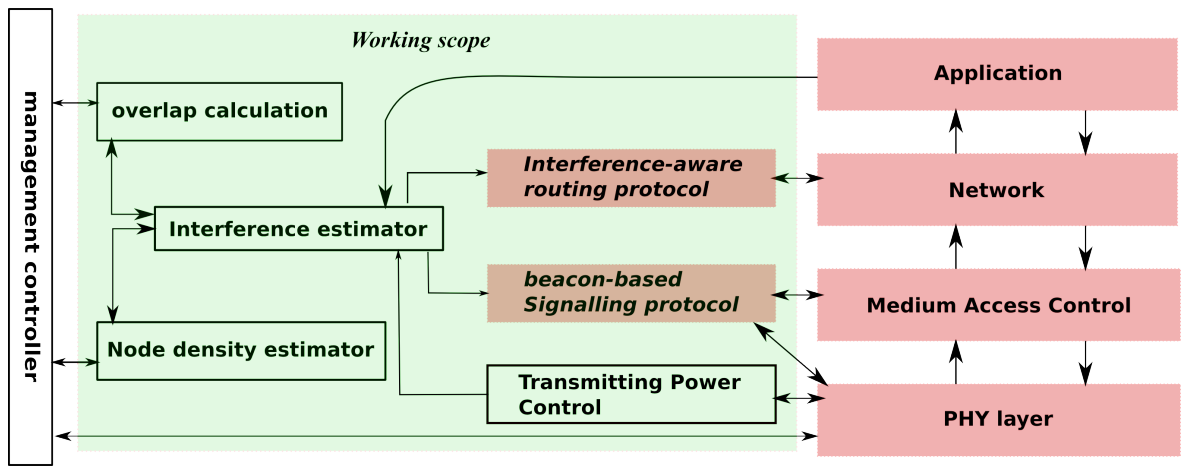 management controller
Working scope
overlap calculation
Interference estimator
Node density estimator
Interference-aware
routing protocol
beacon-based
Signalling protocol
Transmitting Power
Control
Application
Network
Medium Access Control
PHY layer